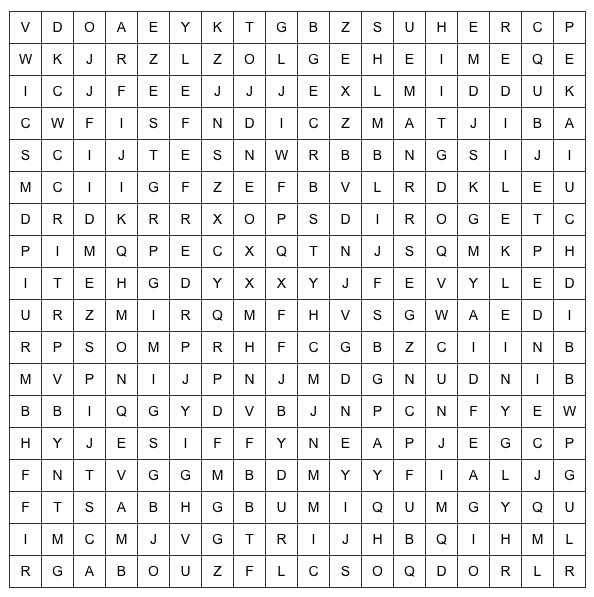 V D O A E Y K T G B Z S U H E R C P
W K J R Z L Z O L G E H E I M E Q E
I C J F E E J J J E X L M I D D U K
C W F I S F N D I C Z M A T J I B A
S C I J T E S N W R B B N G S I J I
M C I I G F Z E F B V L R D K L E U
D R D K R R X O P S D I R O G E T C
P I M Q P E C X Q T N J S Q M K P H
I T E H G D Y X X Y J F E V Y L E D
U R Z M I R Q M F H V S G W A E D I
R P S O M P R H F C G B Z C I I N B
M V P N I J P N J M D G N U D N I B
B B I Q G Y D V B J N P C N F Y E W
H Y J E S I F F Y N E A P J E G C P
F N T V G G M B D M Y Y F I A L J G
F T S A B H G B U M I Q U M G Y Q U
I M C M J V G T R I J H B Q I H M L
R G A B O U Z F L C S O Q D O R L R